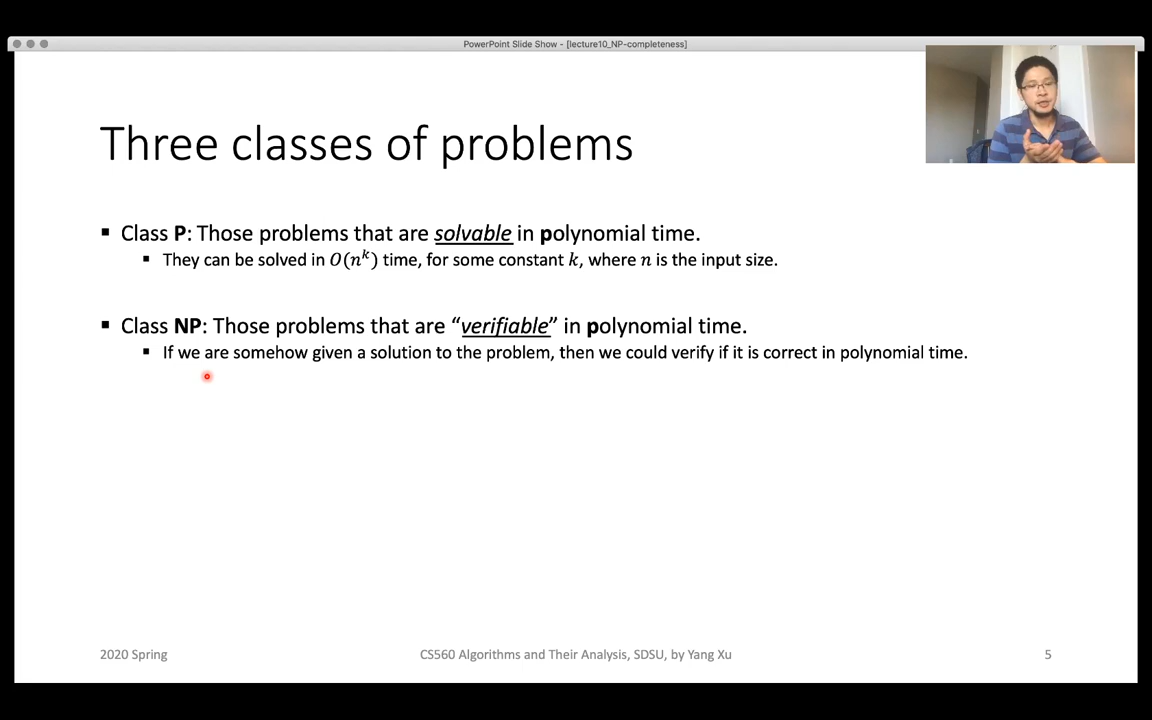 PowerPoint Slide Show - [lecture10_NP-completeness]
Three classes of problems
▪ Class P: Those problems that are solvable in polynomial time.
▪ They can be solved in O(n^k) time, for some constant k, where n is the input size.
▪ Class NP: Those problems that are “verifiable” in polynomial time.
▪ If we are somehow given a solution to the problem, then we could verify if it is correct in polynomial time.
2020 Spring
CS560 Algorithms and Their Analysis, SDSU, by Yang Xu
5